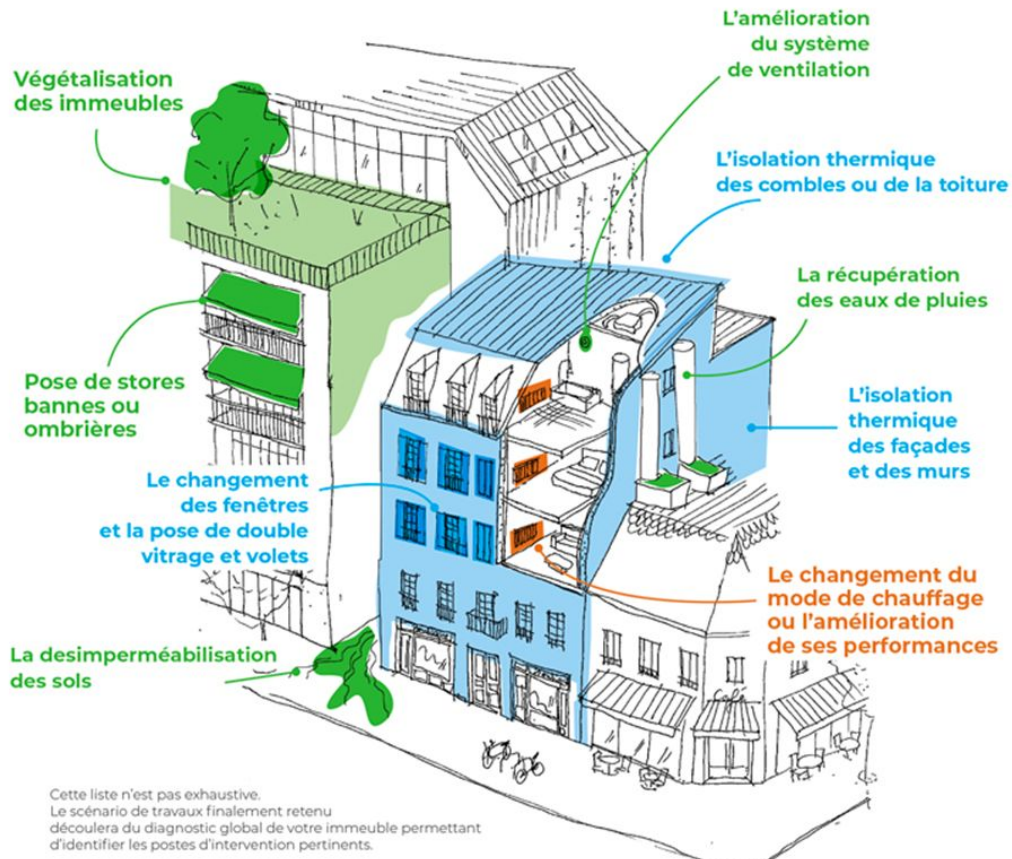 L'amélioration
du système
de ventilation
Végétalisation
des immeubles
L'isolation thermique
des combles ou de la toiture
La récupération
des eaux de pluies
Pose de stores
bannes ou
ombrières
L'isolation
thermique
des façades
et des murs
Le changement
des fenêtres
et la pose de double
vitrage et volets
Le changement du
mode de chauffage
ou l'amélioration
de ses performances
La desimperméabilisation
des sols
Café
Cette liste n'est pas exhaustive.
Le scénario de travaux finalement retenu
découlera du diagnostic global de votre immeuble permettant
d'identifier les postes d'intervention pertinents.